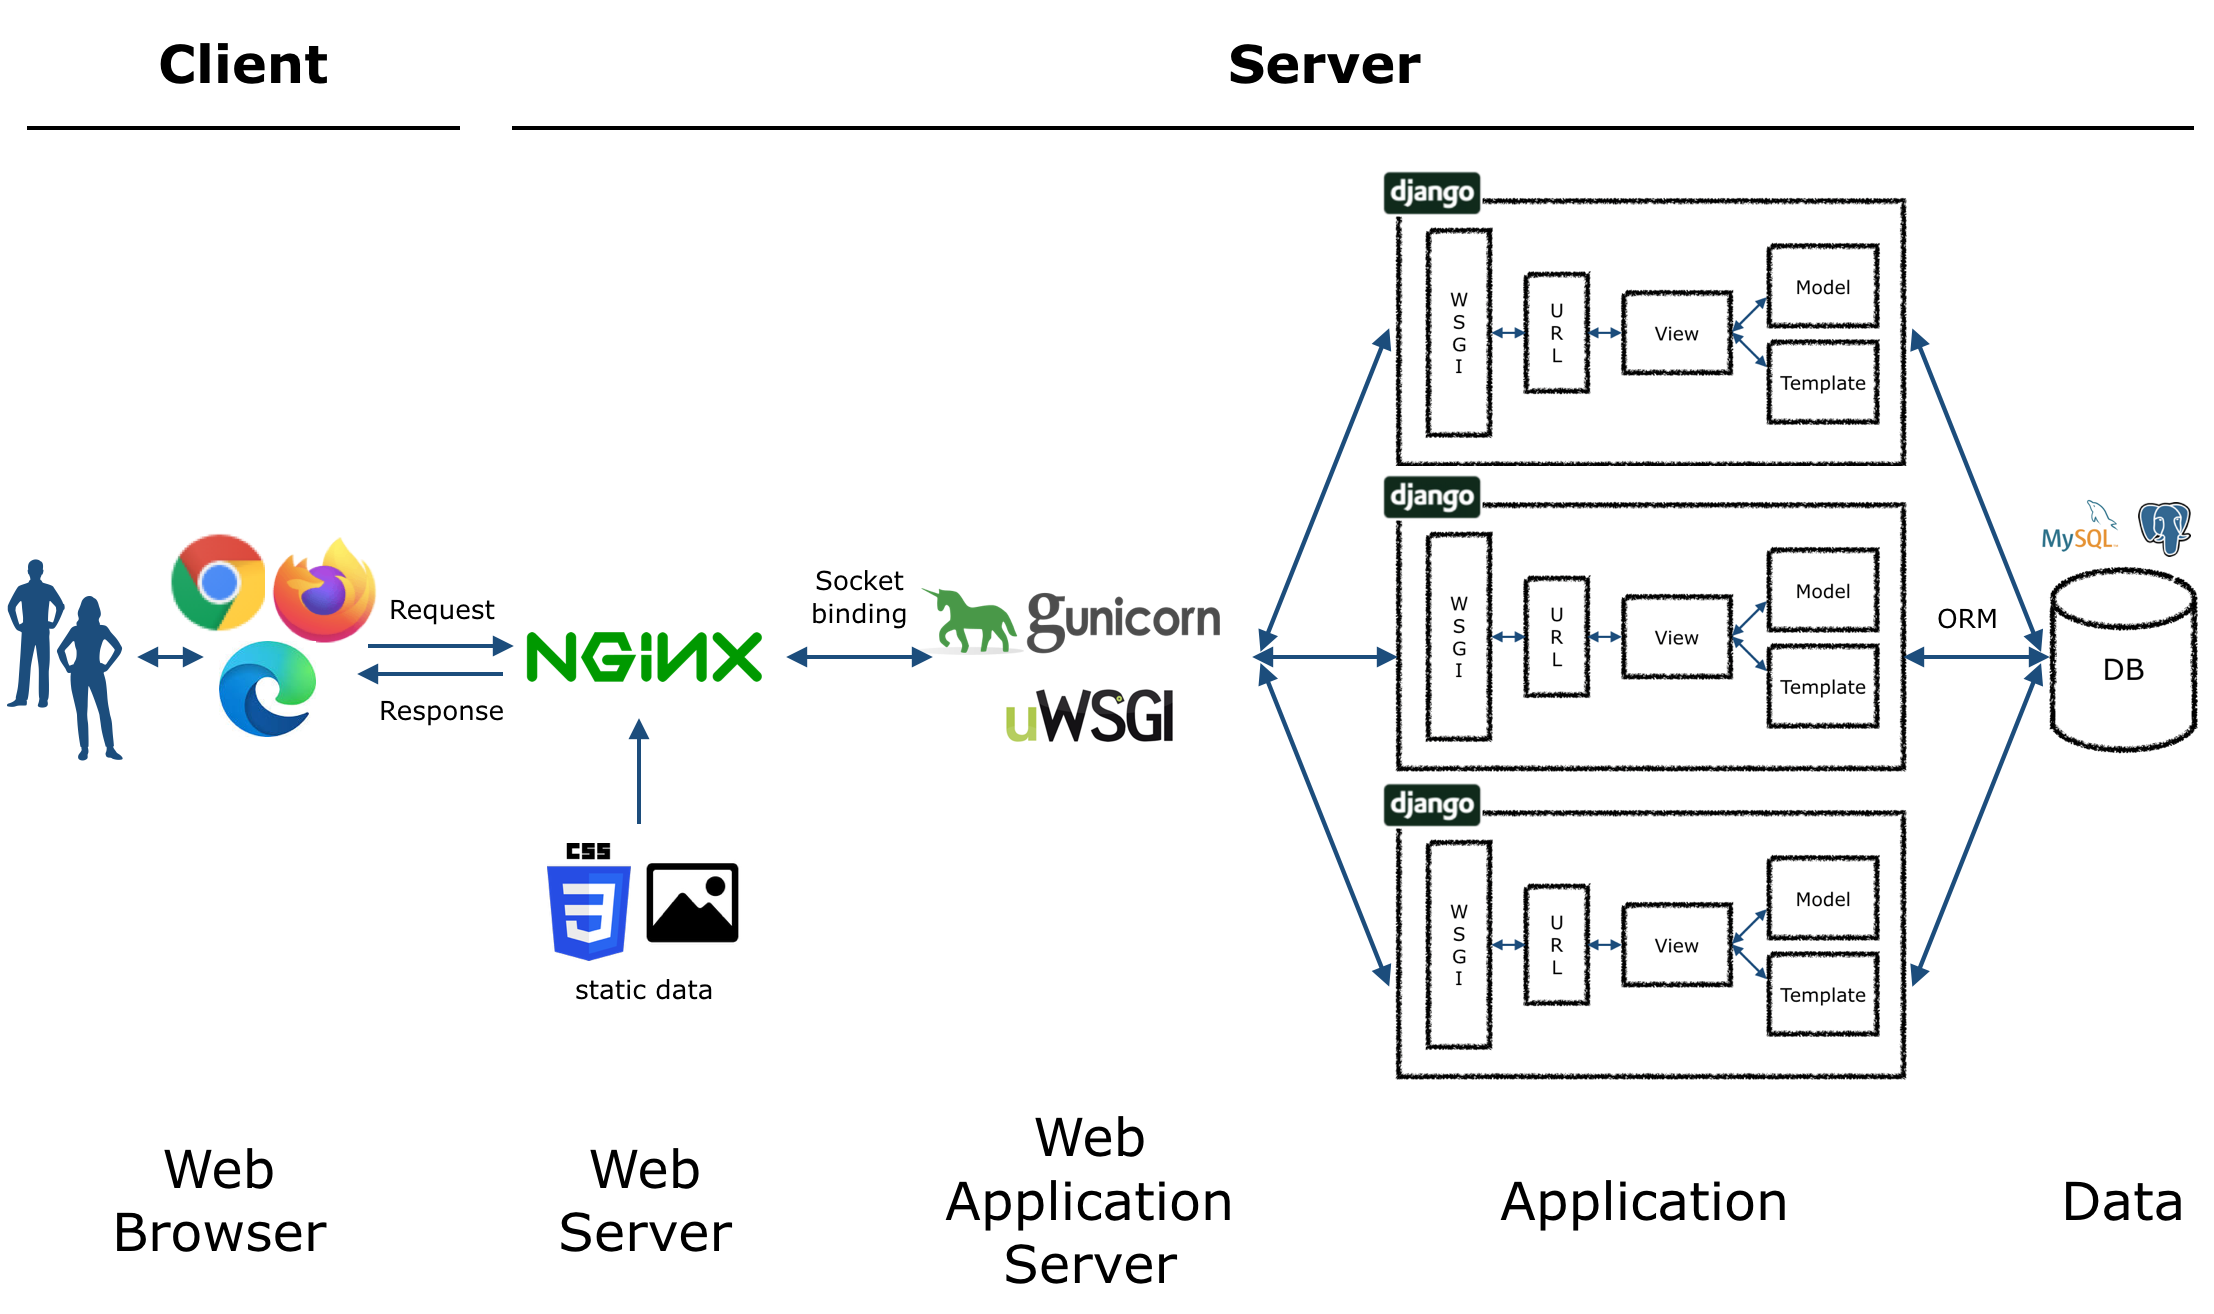 Client
Server
django
W
S
G
I
U
R
L
View
Model
Template
django
W
S
G
I
U
R
L
View
Model
Template
django
W
S
G
I
U
R
L
View
Model
Template
Request
Response
NGINX
Socket
binding
gunicorn
uWSGI
CSS
static data
ORM
MySQL
DB
Web
Browser
Web
Server
Web
Application
Server
Application
Data